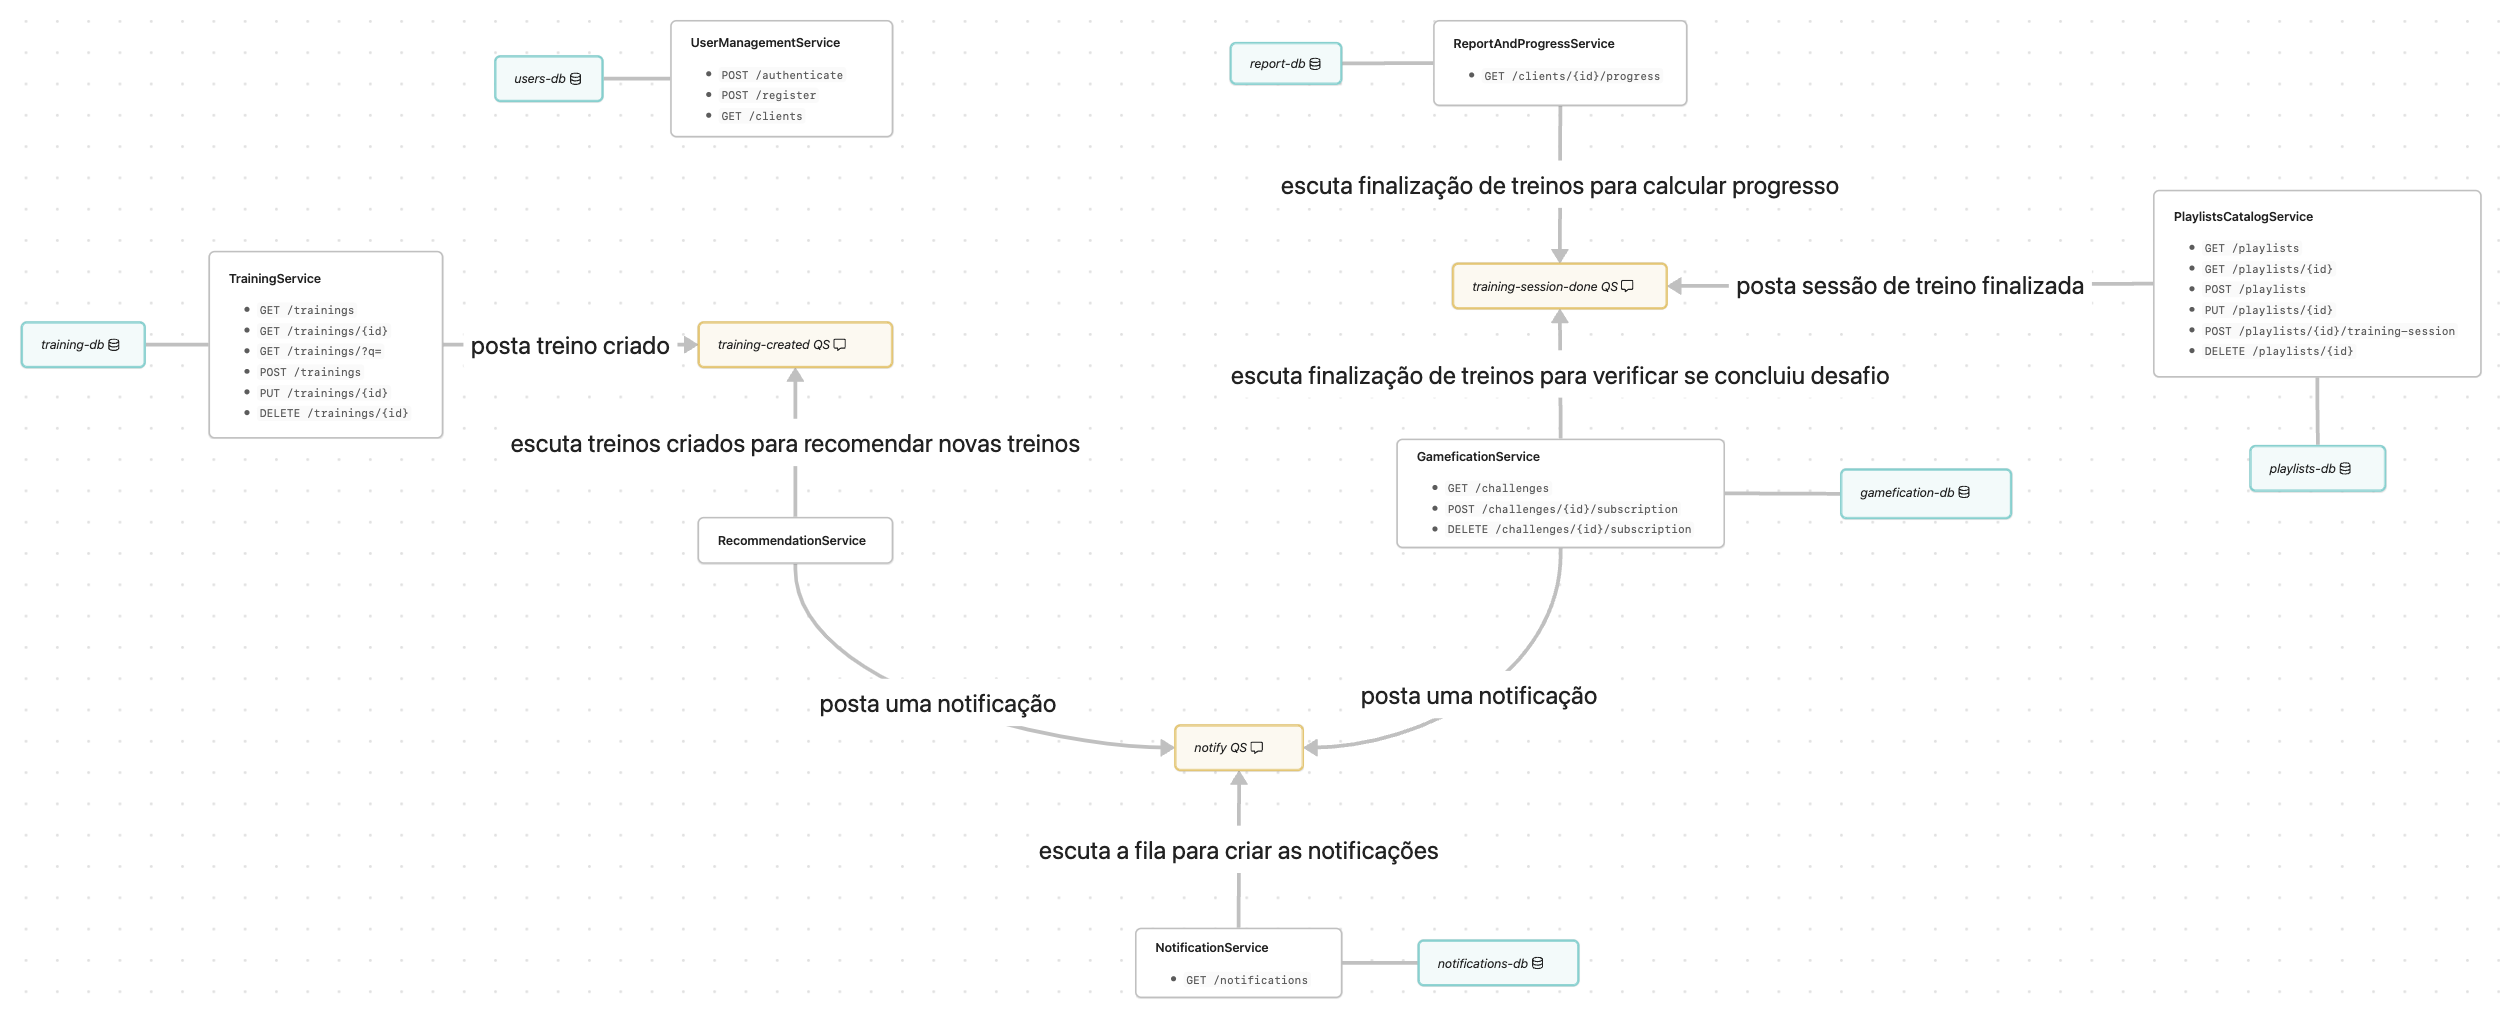 users-db
UserManagementService
POST /authenticate
POST /register
GET /clients
report-db
ReportAndProgressService
GET /clients/{id}/progress
escuta finalização de treinos para calcular progresso
training-session-done QS
posta sessão de treino finalizada
PlaylistsCatalogService
GET /playlists
GET /playlists/{id}
POST /playlists
PUT /playlists/{id}
POST /playlists/{id}/training-session
DELETE /playlists/{id}
playlists-db
training-db
TrainingService
GET /trainings
GET /trainings/{id}
GET /trainings/?q=
POST /trainings
PUT /trainings/{id}
DELETE /trainings/{id}
posta treino criado
training-created QS
escuta treinos criados para recomendar novas treinos
RecommendationService
escuta finalização de treinos para verificar se concluiu desafio
GameficationService
GET /challenges
POST /challenges/{id}/subscription
DELETE /challenges/{id}/subscription
gamefication-db
posta uma notificação
posta uma notificação
notify QS
escuta a fila para criar as notificações
NotificationService
GET /notifications
notifications-db